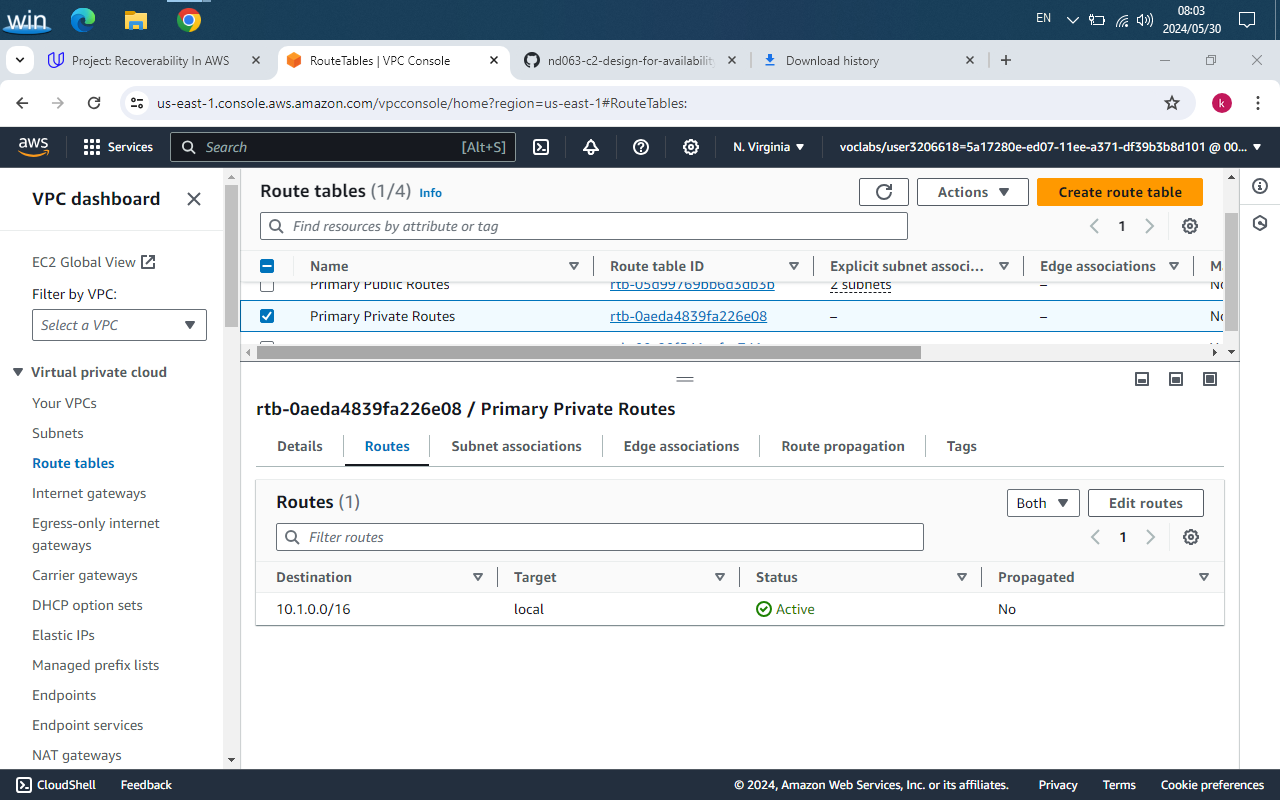 win
EN
08:03
2024/05/30
Project: Recoverability In AWS
RouteTables | VPC Console
nd063-c2-design-for-availability
Download history
us-east-1.console.aws.amazon.com/vpcconsole/home?region=us-east-1#RouteTables:
k
aws
Services
Search
[Alt+S]
N. Virginia
voclabs/user3206618=5a17280e-ed07-11ee-a371-df39b3b8d101 @ 00...
VPC dashboard
EC2 Global View
Filter by VPC:
Select a VPC
Virtual private cloud
Your VPCs
Subnets
Route tables
Internet gateways
Egress-only internet
gateways
Carrier gateways
DHCP option sets
Elastic IPs
Managed prefix lists
Endpoints
Endpoint services
NAT gateways
Route tables (1/4) Info
Actions
Create route table
Find resources by attribute or tag
1
Name Route table ID Explicit subnet associ... Edge associations
Primary Public Routes rtb-05d99769bb6d3db3b 2 subnets – No
Primary Private Routes rtb-0aeda4839fa226e08 – – No
rtb-0aeda4839fa226e08 / Primary Private Routes
Details Routes Subnet associations Edge associations Route propagation Tags
Routes (1)
Both
Edit routes
Filter routes
1
Destination Target Status Propagated
10.1.0.0/16 local Active No
CloudShell Feedback © 2024, Amazon Web Services, Inc. or its affiliates. Privacy Terms Cookie preferences